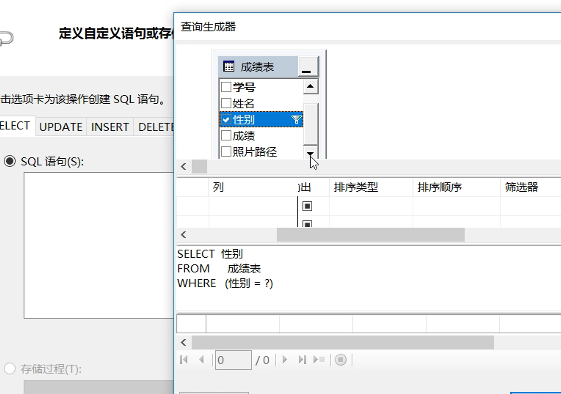 定义自定义语句或存
查询生成器
成绩表
学号
姓名
性别
成绩
照片路径
击选项卡为该操作创建 SQL 语句。
ELECT UPDATE INSERT DELETE
SQL 语句(S):
列 出 排序类型 排序顺序 筛选器
SELECT 性别
FROM 成绩表
WHERE (性别 = ?)
0 / 0
存储过程(T):